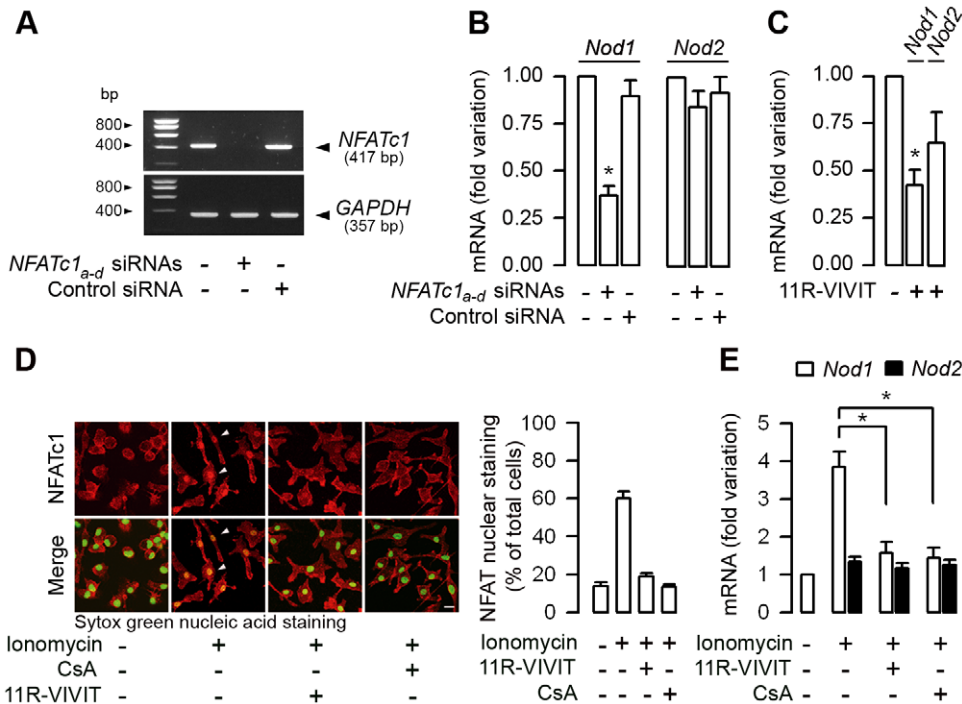 A
bp
800
400
NFATc1
(417 bp)
800
400
GAPDH
(357 bp)
NFATc1a-d siRNAs - + -
Control siRNA - - +
B
Nod1 Nod2
mRNA (fold variation)
1.00
0.75
0.50
0.25
0.00
*
NFATc1a-d siRNAs - + - - + -
Control siRNA - - + - - +
C
Nod1
Nod2
mRNA (fold variation)
1.00
0.75
0.50
0.25
0.00
*
11R-VIVIT - + +
D
NFATc1
Merge
Sytox green nucleic acid staining
Ionomycin - + + +
CsA - - - +
11R-VIVIT - - + -
NFAT nuclear staining
(% of total cells)
100
80
60
40
20
0
Ionomycin - + + +
11R-VIVIT - - + -
CsA - - - +
E
Nod1 Nod2
mRNA (fold variation)
5
4
3
2
1
0
*
*
Ionomycin - + + +
11R-VIVIT - - + -
CsA - - - +